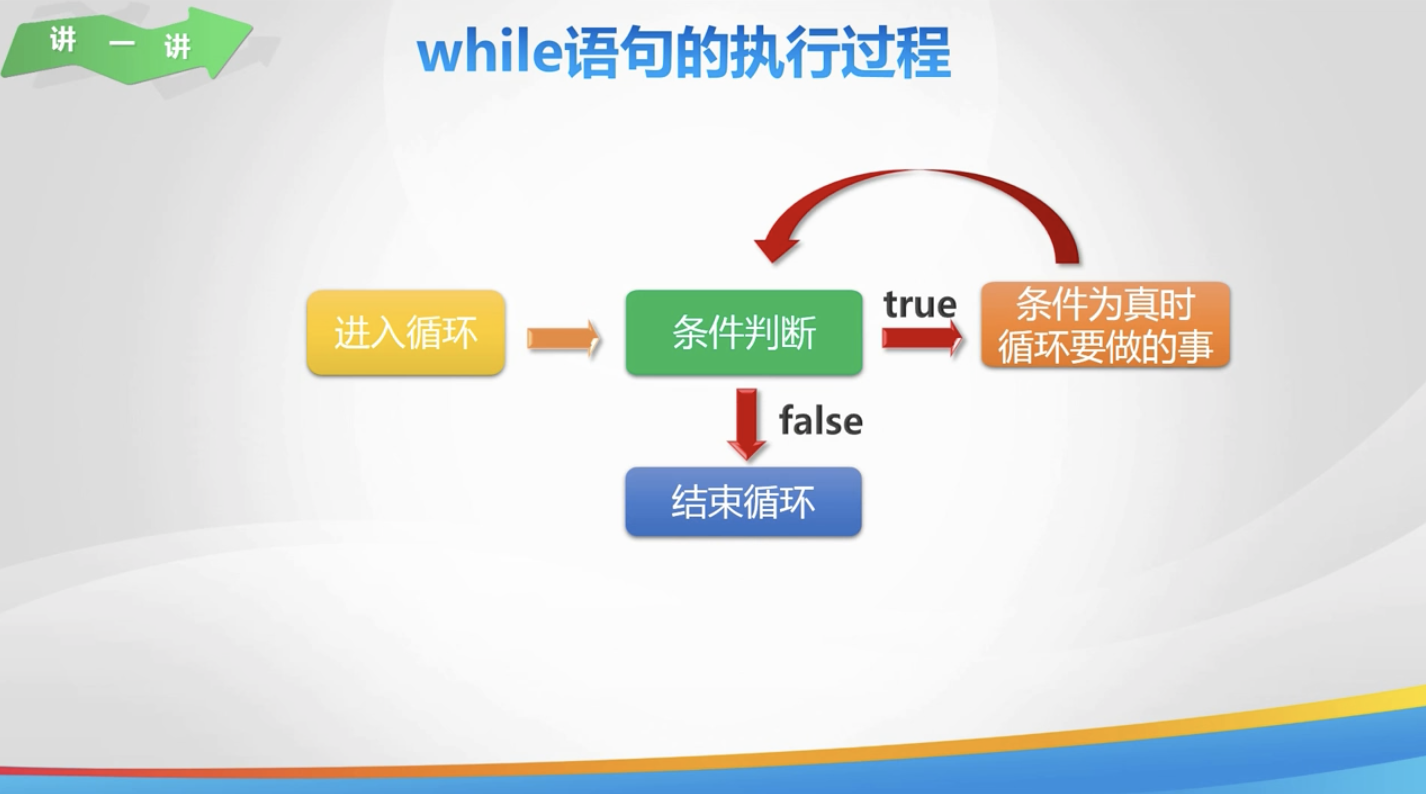 讲一讲
while语句的执行过程
进入循环
条件判断
true
条件为真时
循环要做的事
false
结束循环